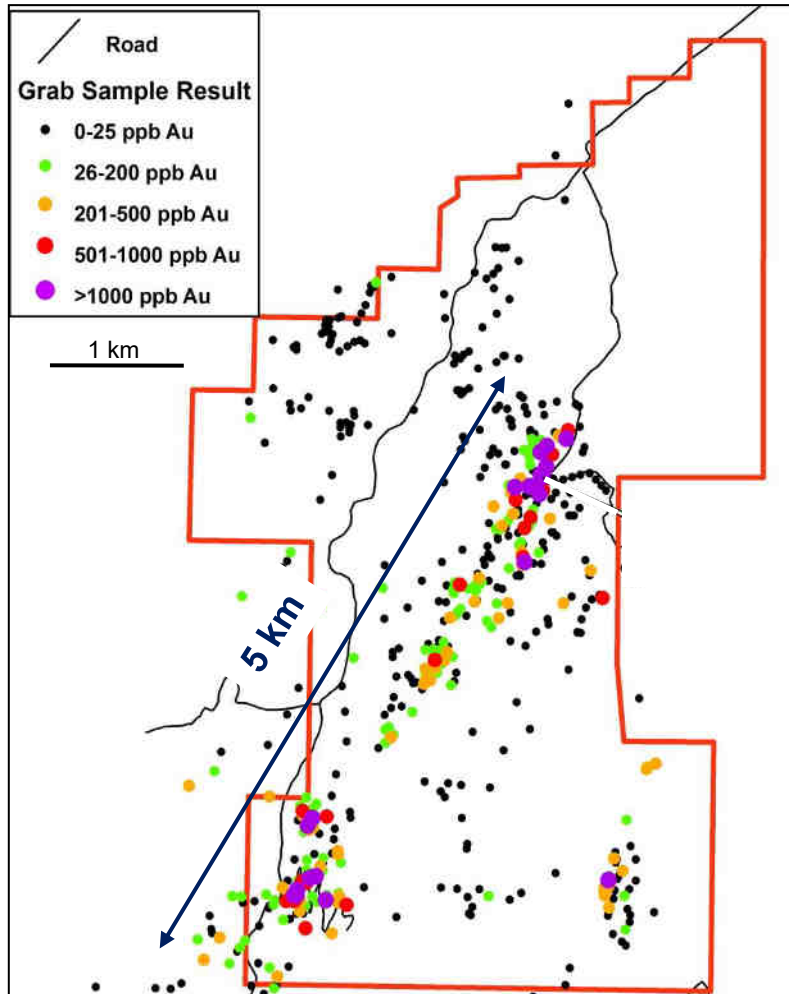 Road
Grab Sample Result
0-25 ppb Au
26-200 ppb Au
201-500 ppb Au
501-1000 ppb Au
>1000 ppb Au
1 km
5 km